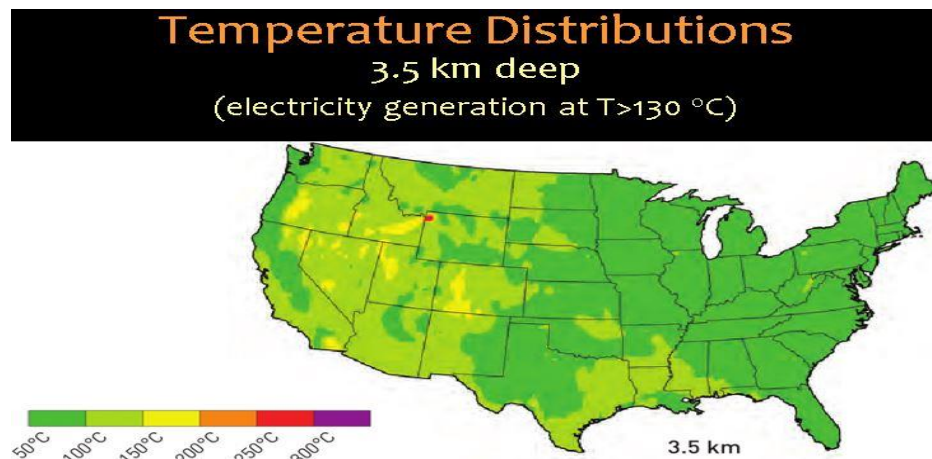 Temperature Distributions
3.5 km deep
(electricity generation at T>130 °C)
50°C
100°C
150°C
200°C
250°C
300°C
3.5 km